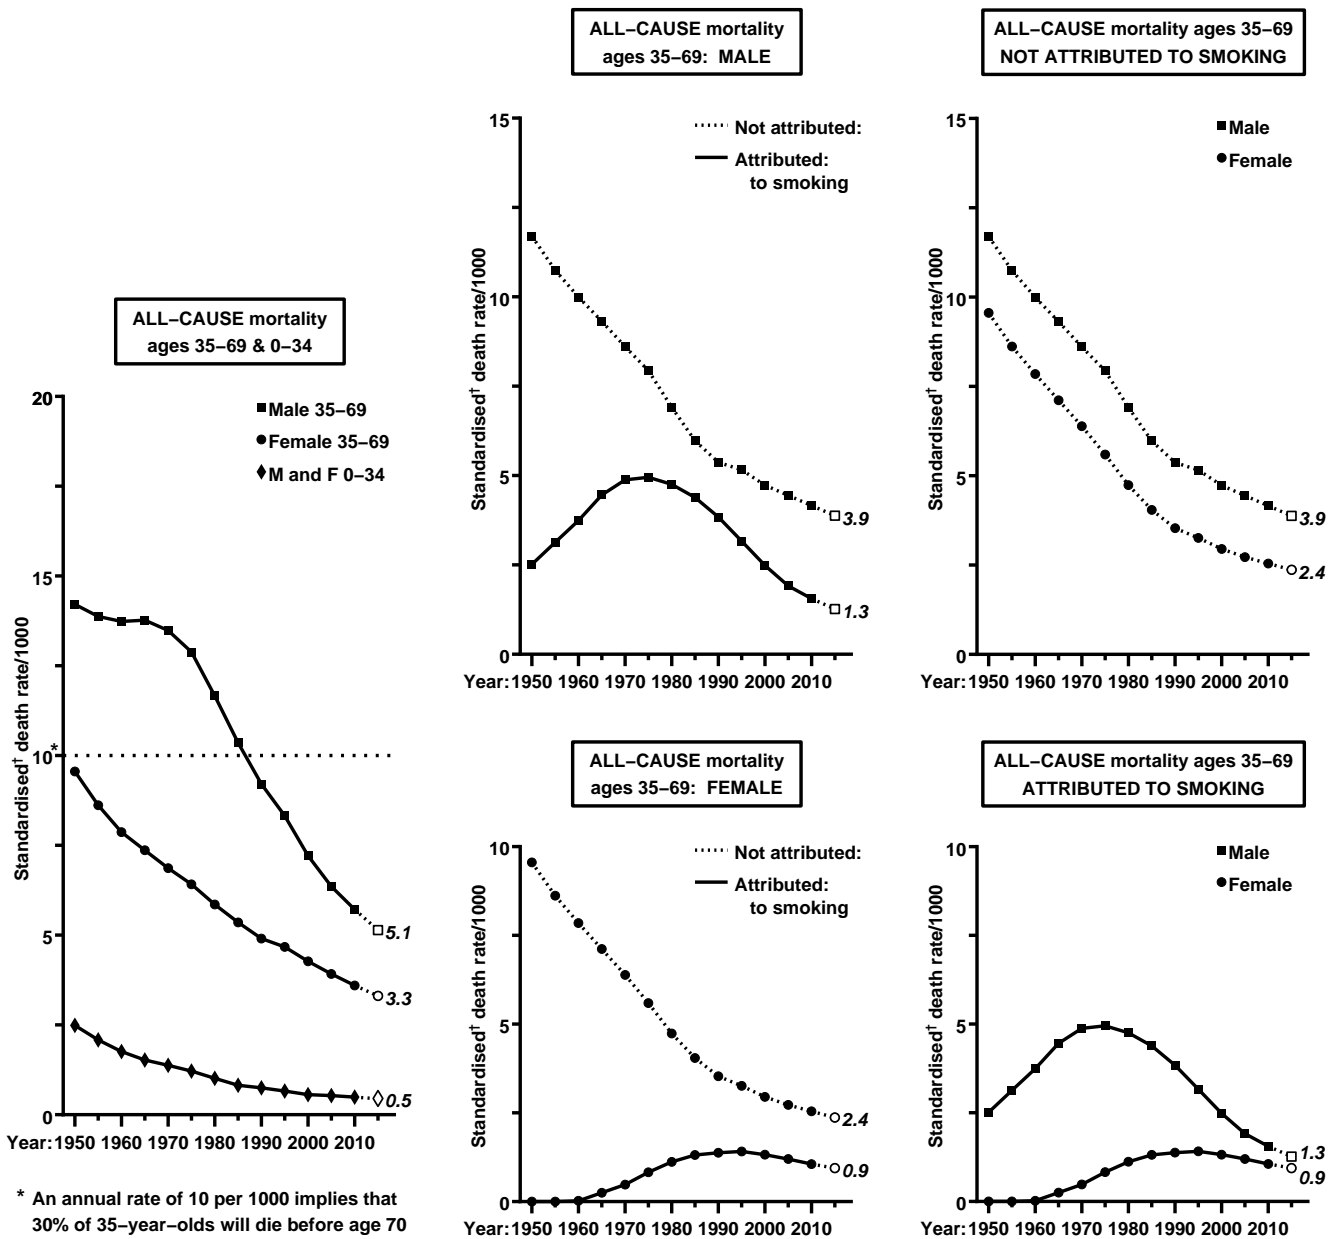 ALL−CAUSE mortality
ages 35−69 & 0−34
Male 35−69
Female 35−69
M and F 0−34
Standardised† death rate/1000
20
15
10*
5
0
5.1
3.3
0.5
Year: 1950 1960 1970 1980 1990 2000 2010
* An annual rate of 10 per 1000 implies that
30% of 35−year−olds will die before age 70
ALL−CAUSE mortality
ages 35−69: MALE
Not attributed:
Attributed:
to smoking
Standardised† death rate/1000
15
10
5
0
3.9
1.3
Year: 1950 1960 1970 1980 1990 2000 2010
ALL−CAUSE mortality ages 35−69
NOT ATTRIBUTED TO SMOKING
Male
Female
Standardised† death rate/1000
15
10
5
0
3.9
2.4
Year: 1950 1960 1970 1980 1990 2000 2010
ALL−CAUSE mortality
ages 35−69: FEMALE
Not attributed:
Attributed:
to smoking
Standardised† death rate/1000
10
5
0
2.4
0.9
Year: 1950 1960 1970 1980 1990 2000 2010
ALL−CAUSE mortality ages 35−69
ATTRIBUTED TO SMOKING
Male
Female
Standardised† death rate/1000
10
5
0
1.3
0.9
Year: 1950 1960 1970 1980 1990 2000 2010